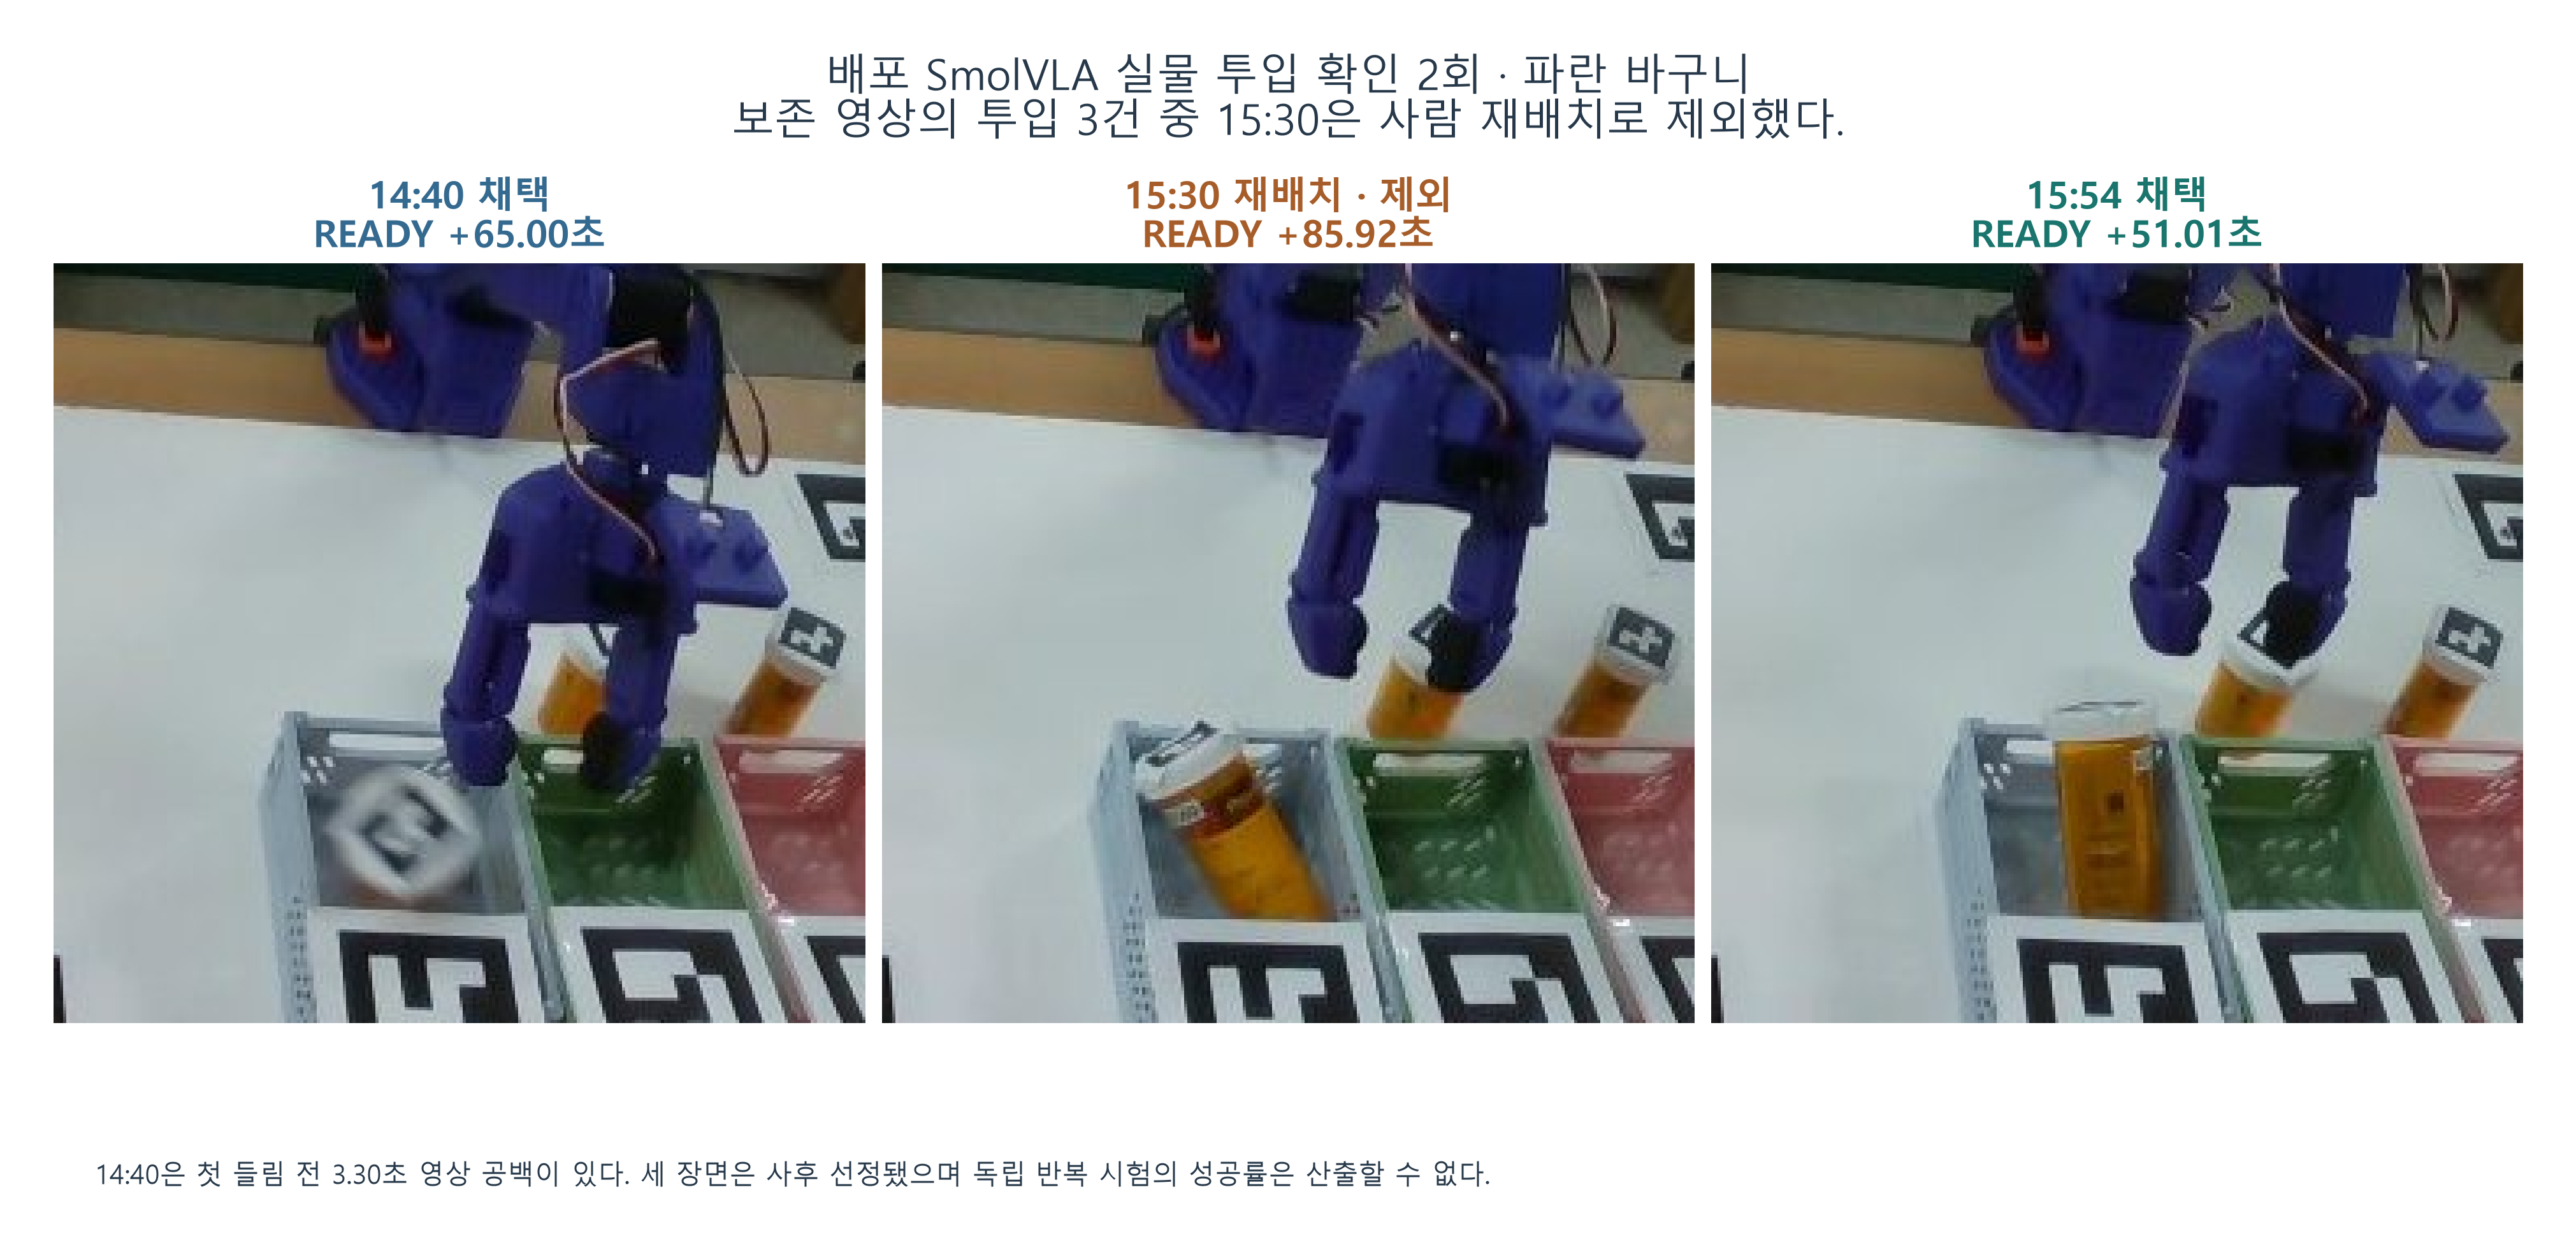 배포 SmolVLA 실물 투입 확인 2회 · 파란 바구니
보존 영상의 투입 3건 중 15:30은 사람 재배치로 제외했다.
14:40 채택
READY +65.00초
15:30 재배치 · 제외
READY +85.92초
15:54 채택
READY +51.01초
14:40은 첫 들림 전 3.30초 영상 공백이 있다. 세 장면은 사후 선정됐으며 독립 반복 시험의 성공률은 산출할 수 없다.